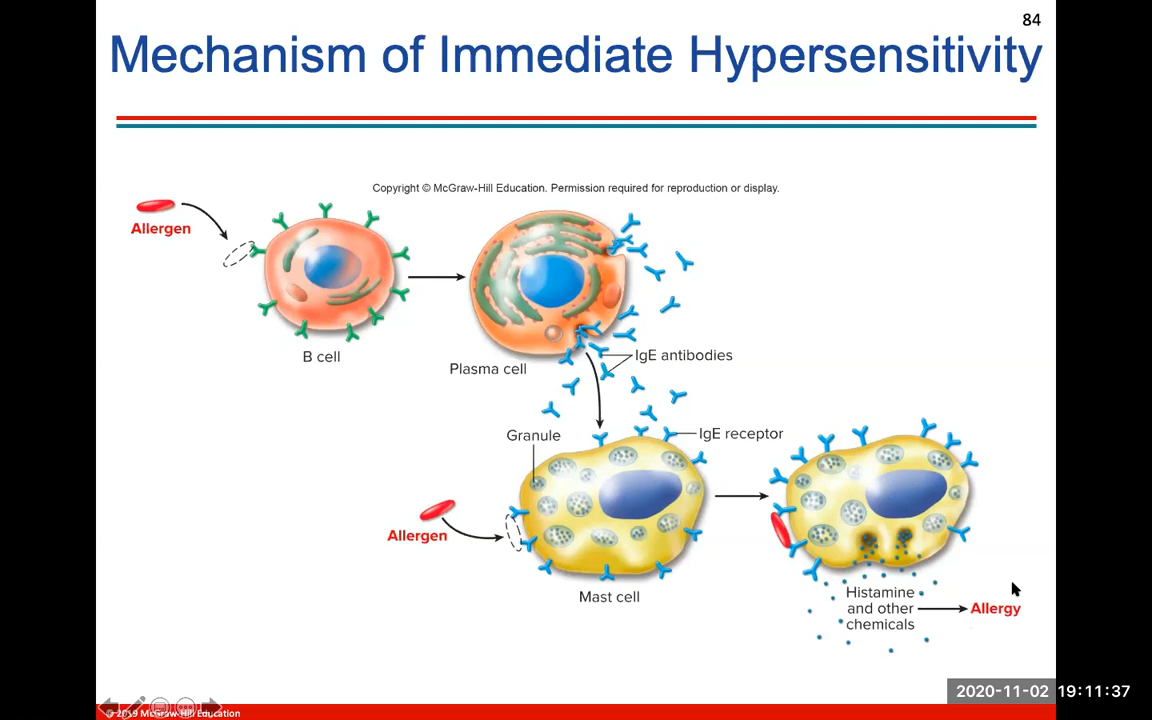 84
Mechanism of Immediate Hypersensitivity
Copyright © McGraw-Hill Education. Permission required for reproduction or display.
Allergen
B cell
Plasma cell
IgE antibodies
Granule
IgE receptor
Allergen
Mast cell
Histamine
and other
chemicals
Allergy
2020-11-02 19:11:37
© 2019 McGraw-Hill Education